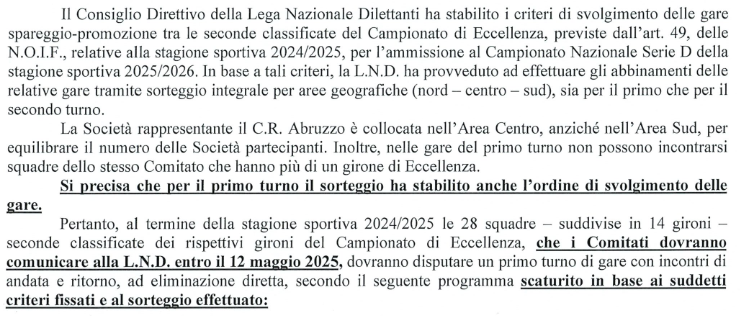 Il Consiglio Direttivo della Lega Nazionale Dilettanti ha stabilito i criteri di svolgimento delle gare
spareggio-promozione tra le seconde classificate del Campionato di Eccellenza, previste dall'art. 49, delle
N.O.I.F., relative alla stagione sportiva 2024/2025, per l'ammissione al Campionato Nazionale Serie D della
stagione sportiva 2025/2026. In base a tali criteri, la L.N.D. ha provveduto ad effettuare gli abbinamenti delle
relative gare tramite sorteggio integrale per aree geografiche (nord – centro – sud), sia per il primo che per il
secondo turno.
La Società rappresentante il C.R. Abruzzo è collocata nell'Area Centro, anziché nell'Area Sud, per
equilibrare il numero delle Società partecipanti. Inoltre, nelle gare del primo turno non possono incontrarsi
squadre dello stesso Comitato che hanno più di un girone di Eccellenza.
Si precisa che per il primo turno il sorteggio ha stabilito anche l'ordine di svolgimento delle
gare.
Pertanto, al termine della stagione sportiva 2024/2025 le 28 squadre – suddivise in 14 gironi –
seconde classificate dei rispettivi gironi del Campionato di Eccellenza, che i Comitati dovranno
comunicare alla L.N.D. entro il 12 maggio 2025, dovranno disputare un primo turno di gare con incontri di
andata e ritorno, ad eliminazione diretta, secondo il seguente programma scaturito in base ai suddetti
criteri fissati e al sorteggio effettuato: